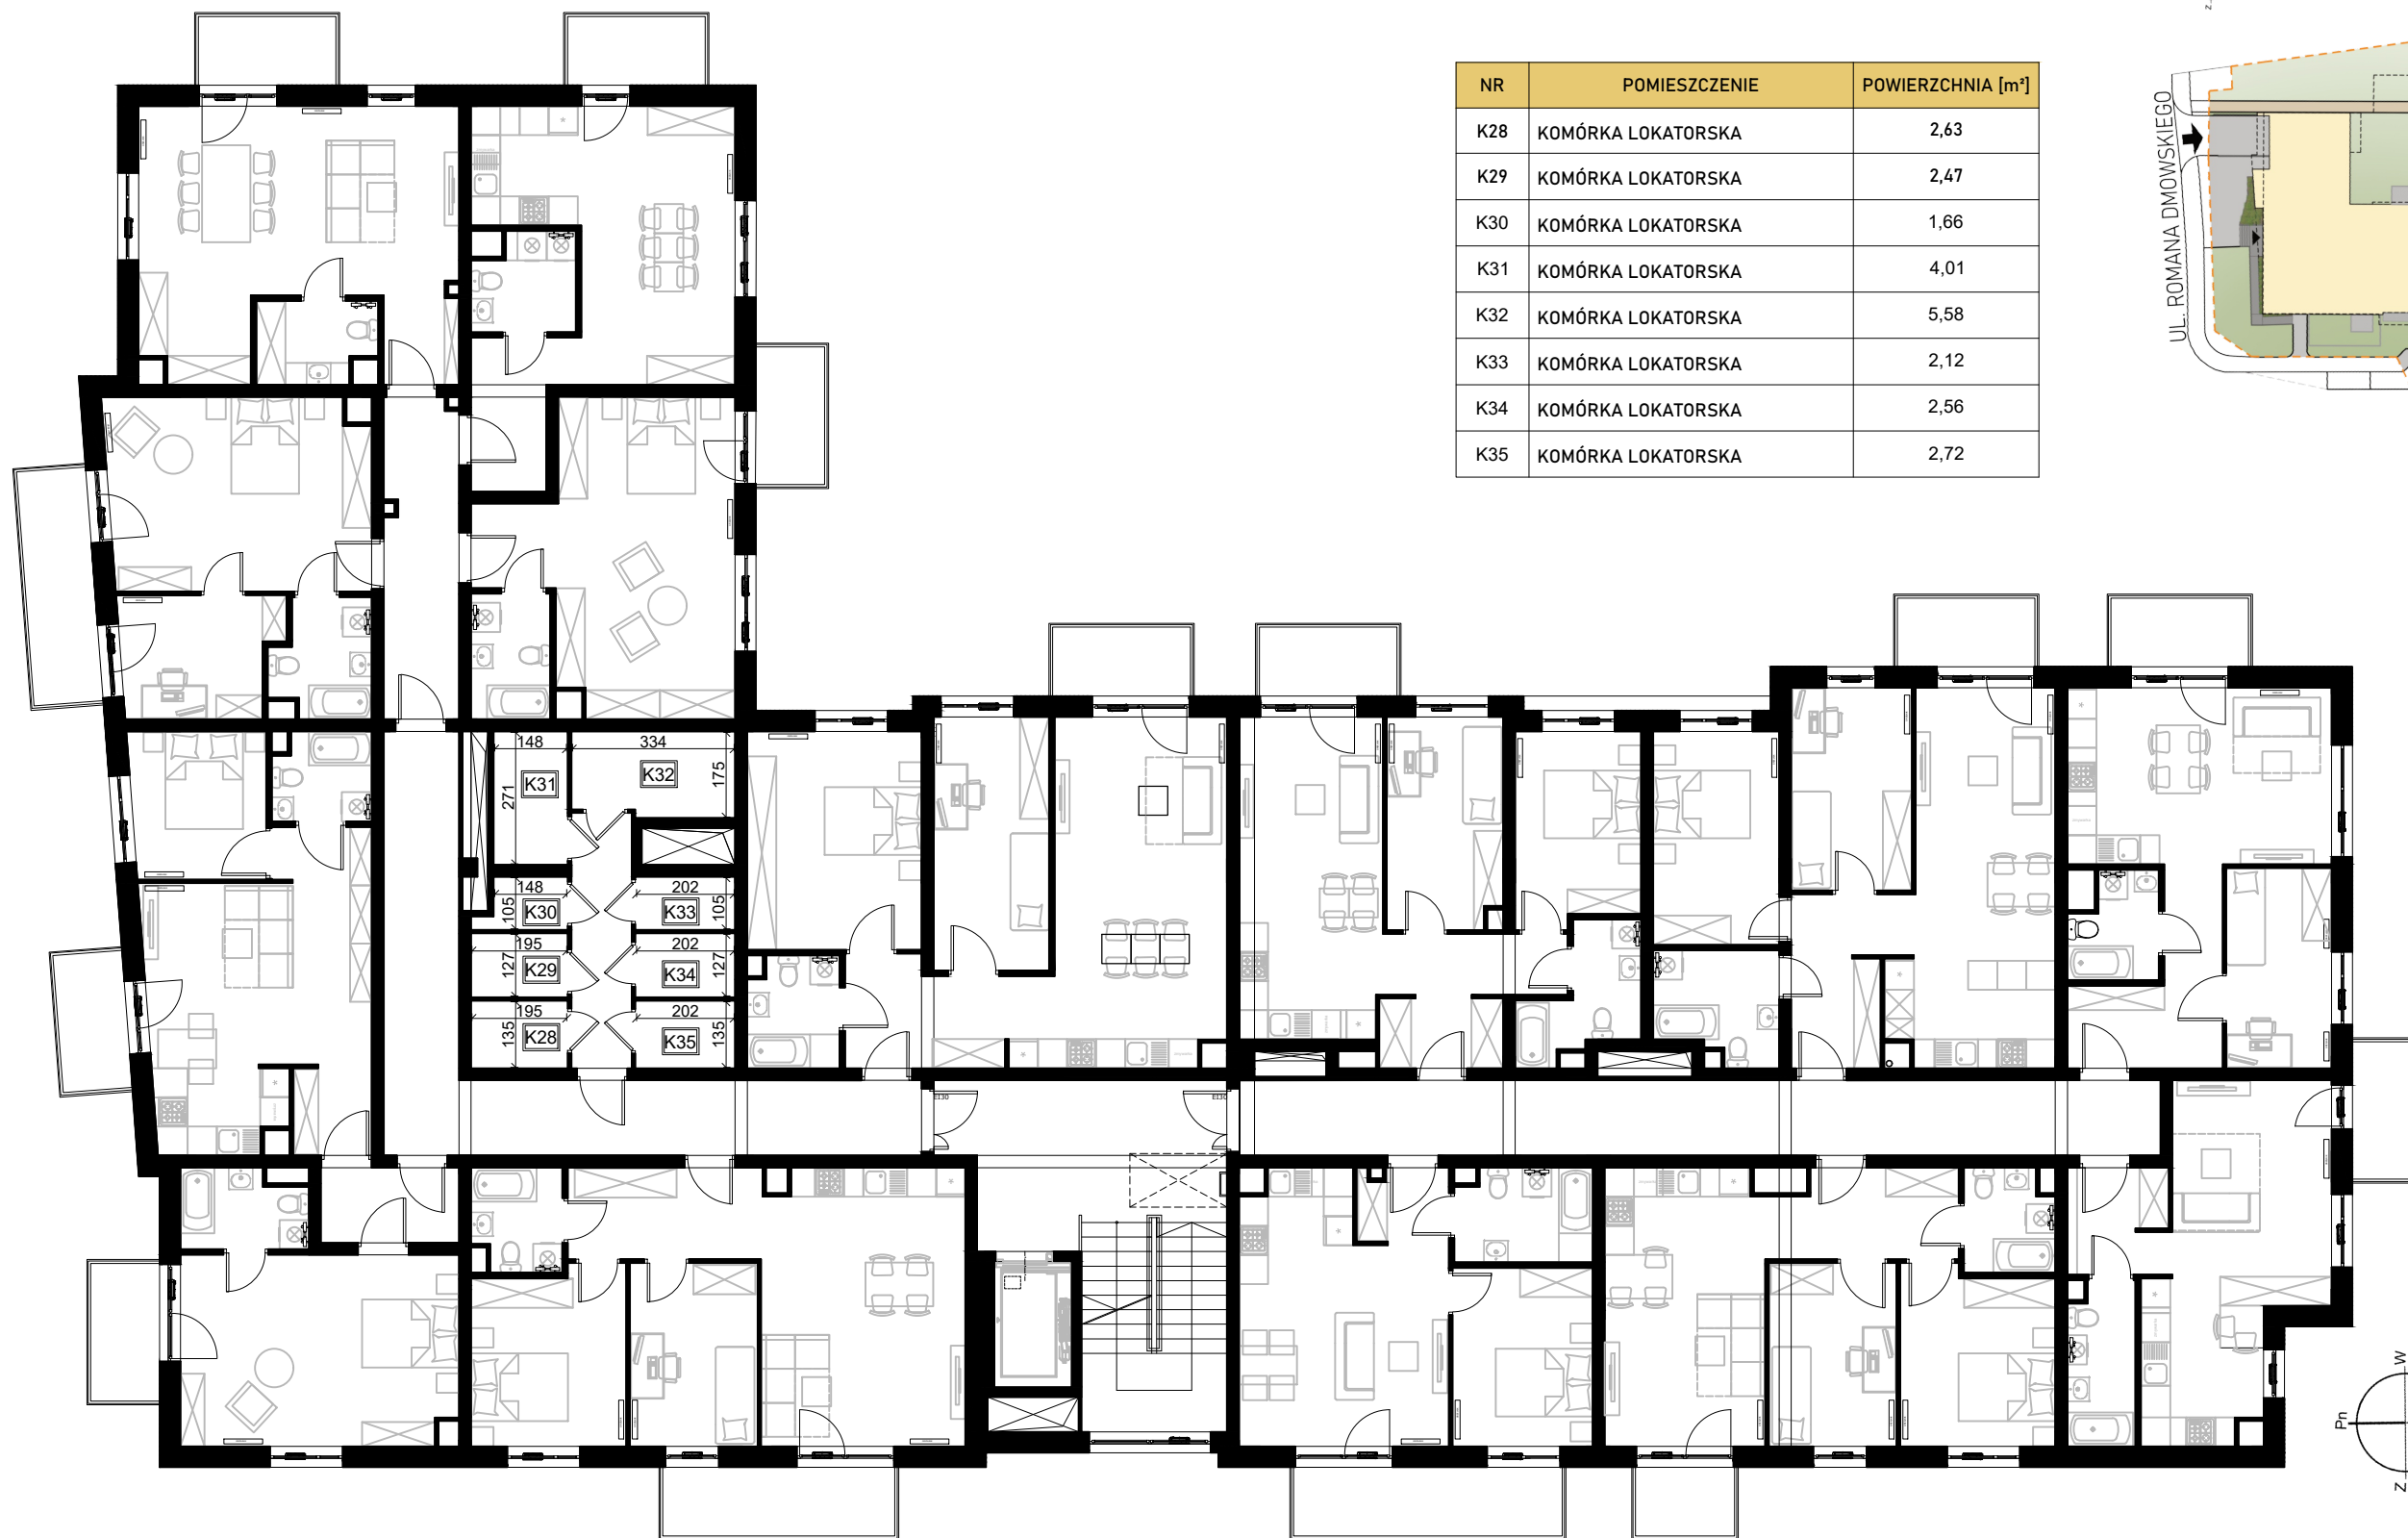 NR POMIESZCZENIE POWIERZCHNIA [m²]
K28 KOMÓRKA LOKATORSKA 2,63
K29 KOMÓRKA LOKATORSKA 2,47
K30 KOMÓRKA LOKATORSKA 1,66
K31 KOMÓRKA LOKATORSKA 4,01
K32 KOMÓRKA LOKATORSKA 5,58
K33 KOMÓRKA LOKATORSKA 2,12
K34 KOMÓRKA LOKATORSKA 2,56
K35 KOMÓRKA LOKATORSKA 2,72
UL. ROMANA DMOWSKIEGO
z
148 334
K31 K32
271 175
148 202
K30 K33
105 105
195 202
K29 K34
127 127
195 202
K28 K35
135 135
EI30 EI30
W
Pn
Z